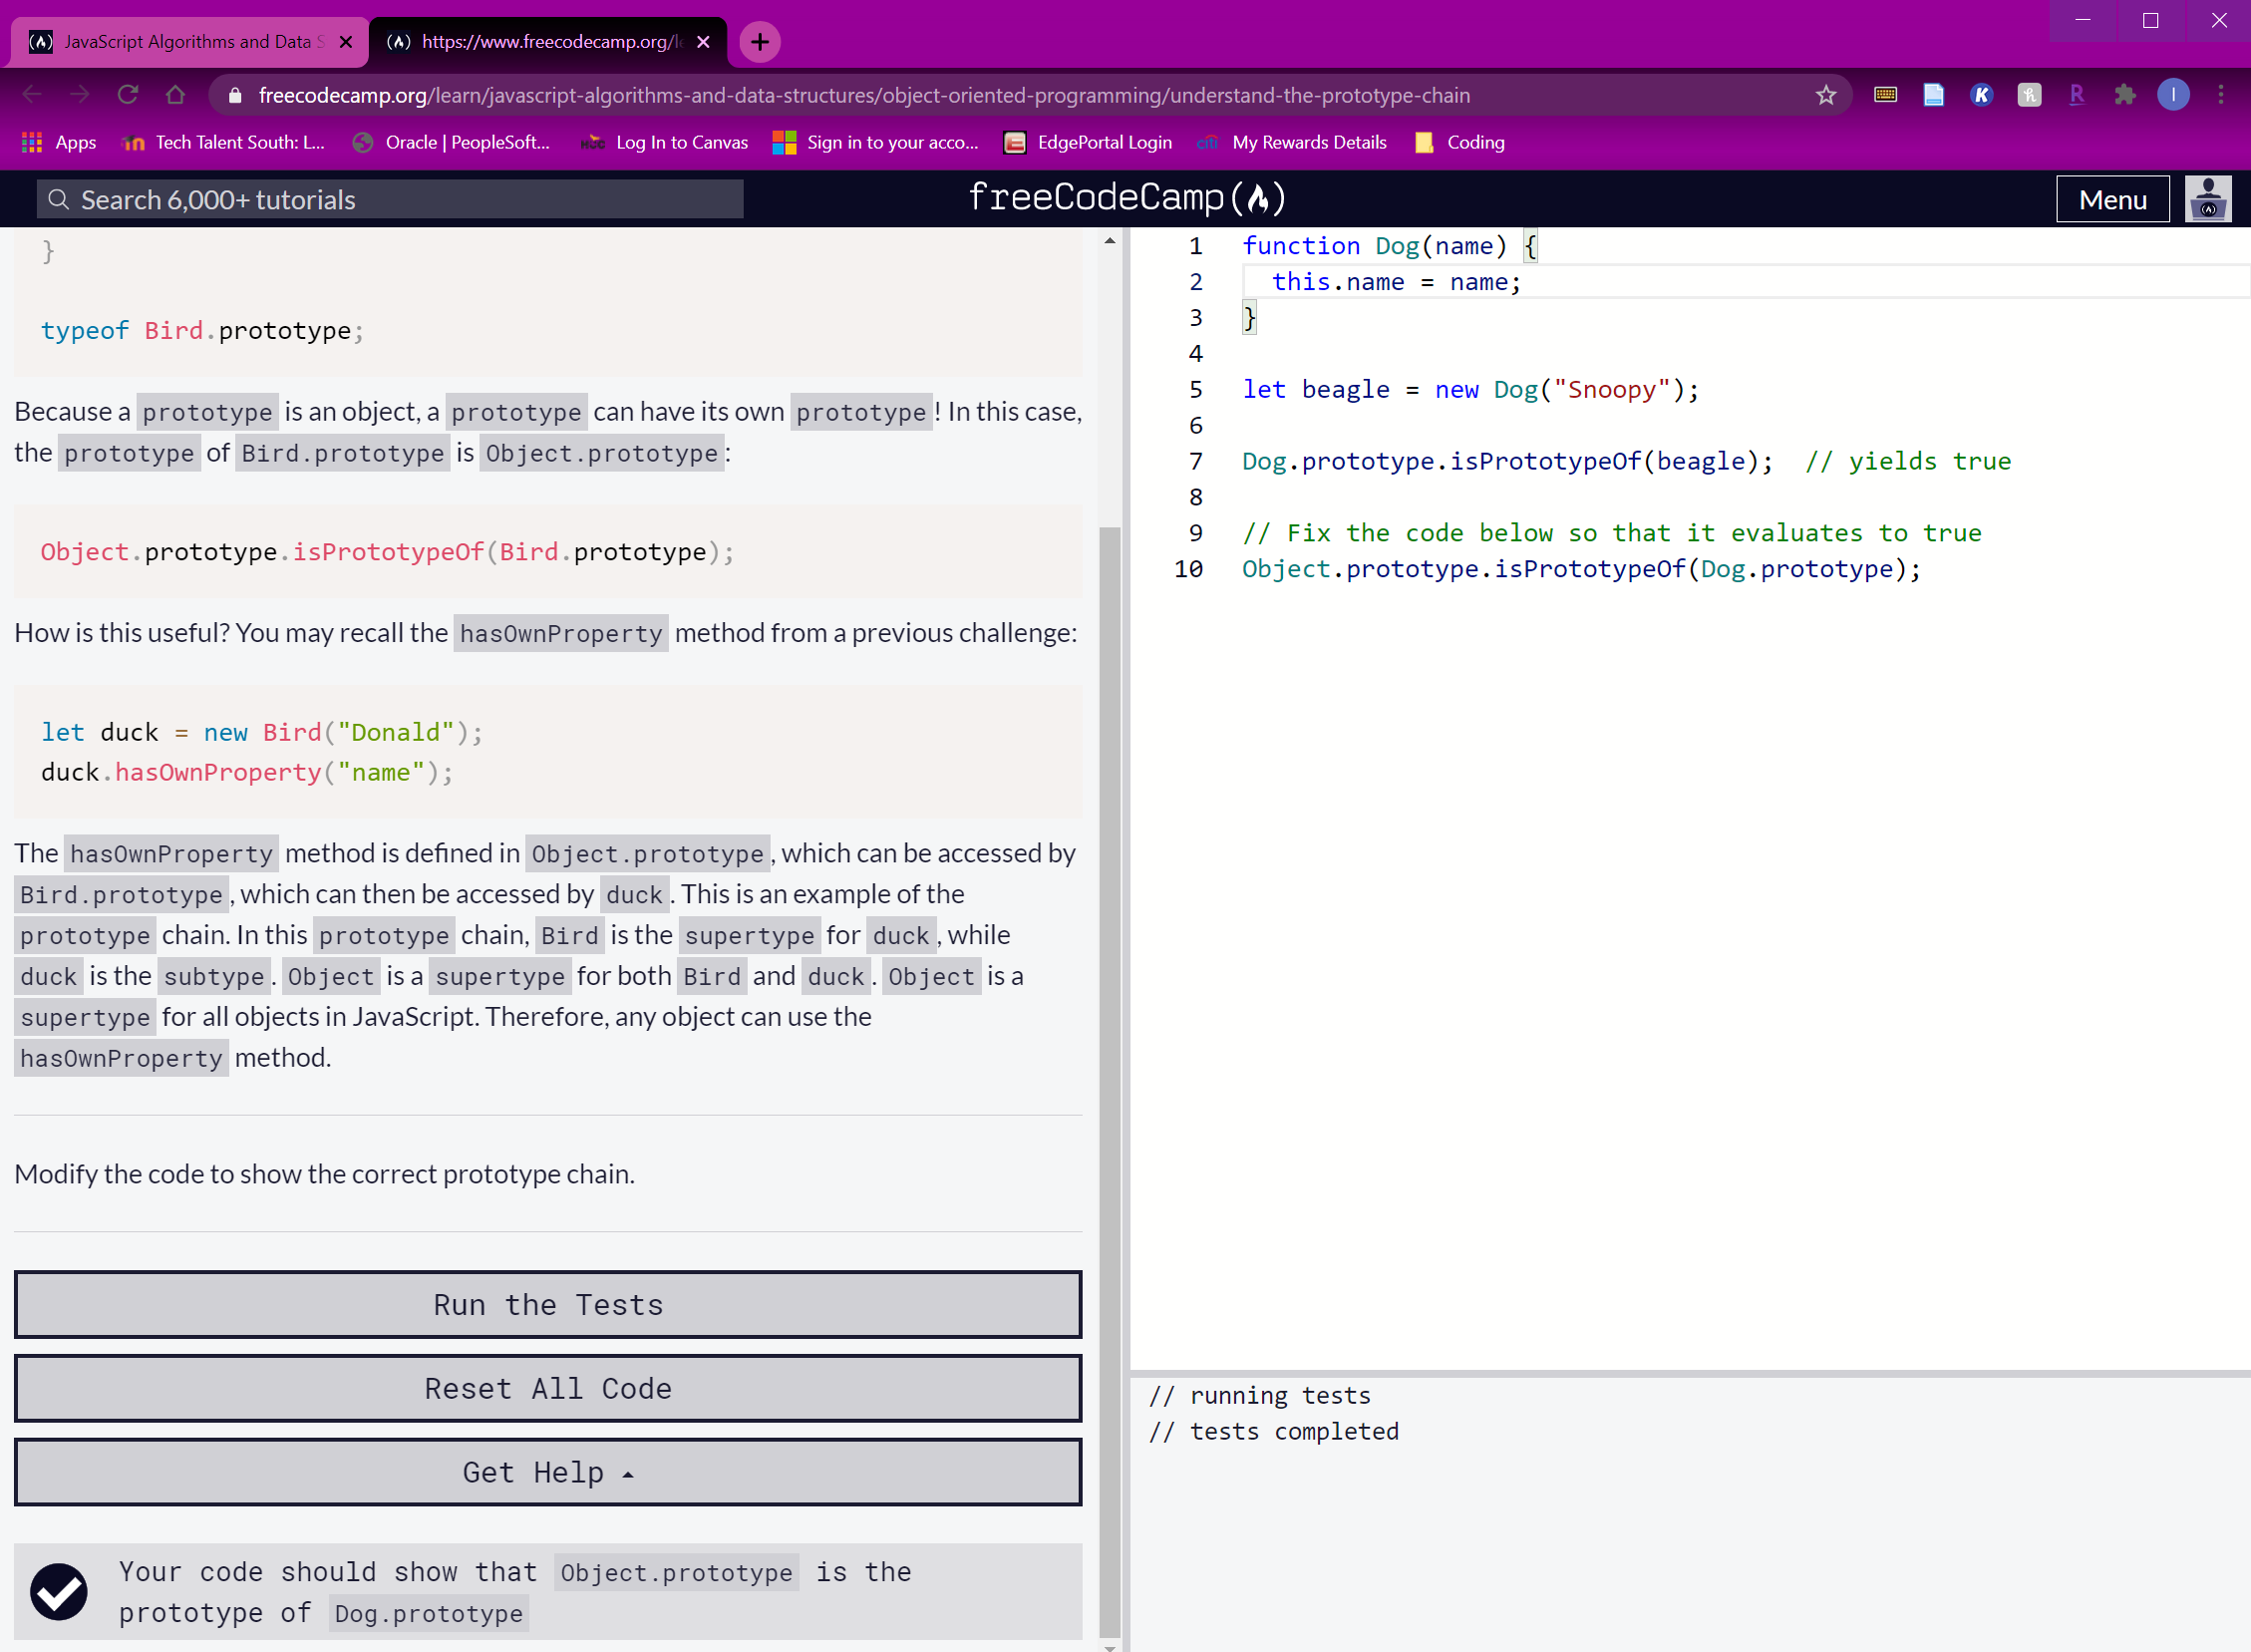 JavaScript Algorithms and Data S
https://www.freecodecamp.org/le
freecodecamp.org/learn/javascript-algorithms-and-data-structures/object-oriented-programming/understand-the-prototype-chain
K
R
I
Apps
Tech Talent South: L...
Oracle | PeopleSoft...
Log In to Canvas
Sign in to your acco...
EdgePortal Login
citi
My Rewards Details
Coding
Search 6,000+ tutorials
freeCodeCamp
Menu
}
typeof Bird.prototype;
Because a prototype is an object, a prototype can have its own prototype! In this case,
the prototype of Bird.prototype is Object.prototype:
Object.prototype.isPrototypeOf(Bird.prototype);
How is this useful? You may recall the hasOwnProperty method from a previous challenge:
let duck = new Bird("Donald");
duck.hasOwnProperty("name");
The hasOwnProperty method is defined in Object.prototype, which can be accessed by
Bird.prototype, which can then be accessed by duck. This is an example of the
prototype chain. In this prototype chain, Bird is the supertype for duck, while
duck is the subtype. Object is a supertype for both Bird and duck. Object is a
supertype for all objects in JavaScript. Therefore, any object can use the
hasOwnProperty method.
Modify the code to show the correct prototype chain.
Run the Tests
Reset All Code
Get Help
Your code should show that Object.prototype is the
prototype of Dog.prototype
1 function Dog(name) {
2 this.name = name;
3 }
4
5 let beagle = new Dog("Snoopy");
6
7 Dog.prototype.isPrototypeOf(beagle); // yields true
8
9 // Fix the code below so that it evaluates to true
10 Object.prototype.isPrototypeOf(Dog.prototype);
// running tests
// tests completed